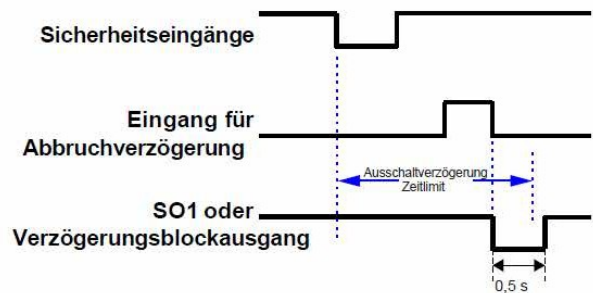 Sicherheitseingänge
Eingang für
Abbruchverzögerung
Ausschaltverzögerung
Zeitlimit
SO1 oder
Verzögerungsblockausgang
0,5 s